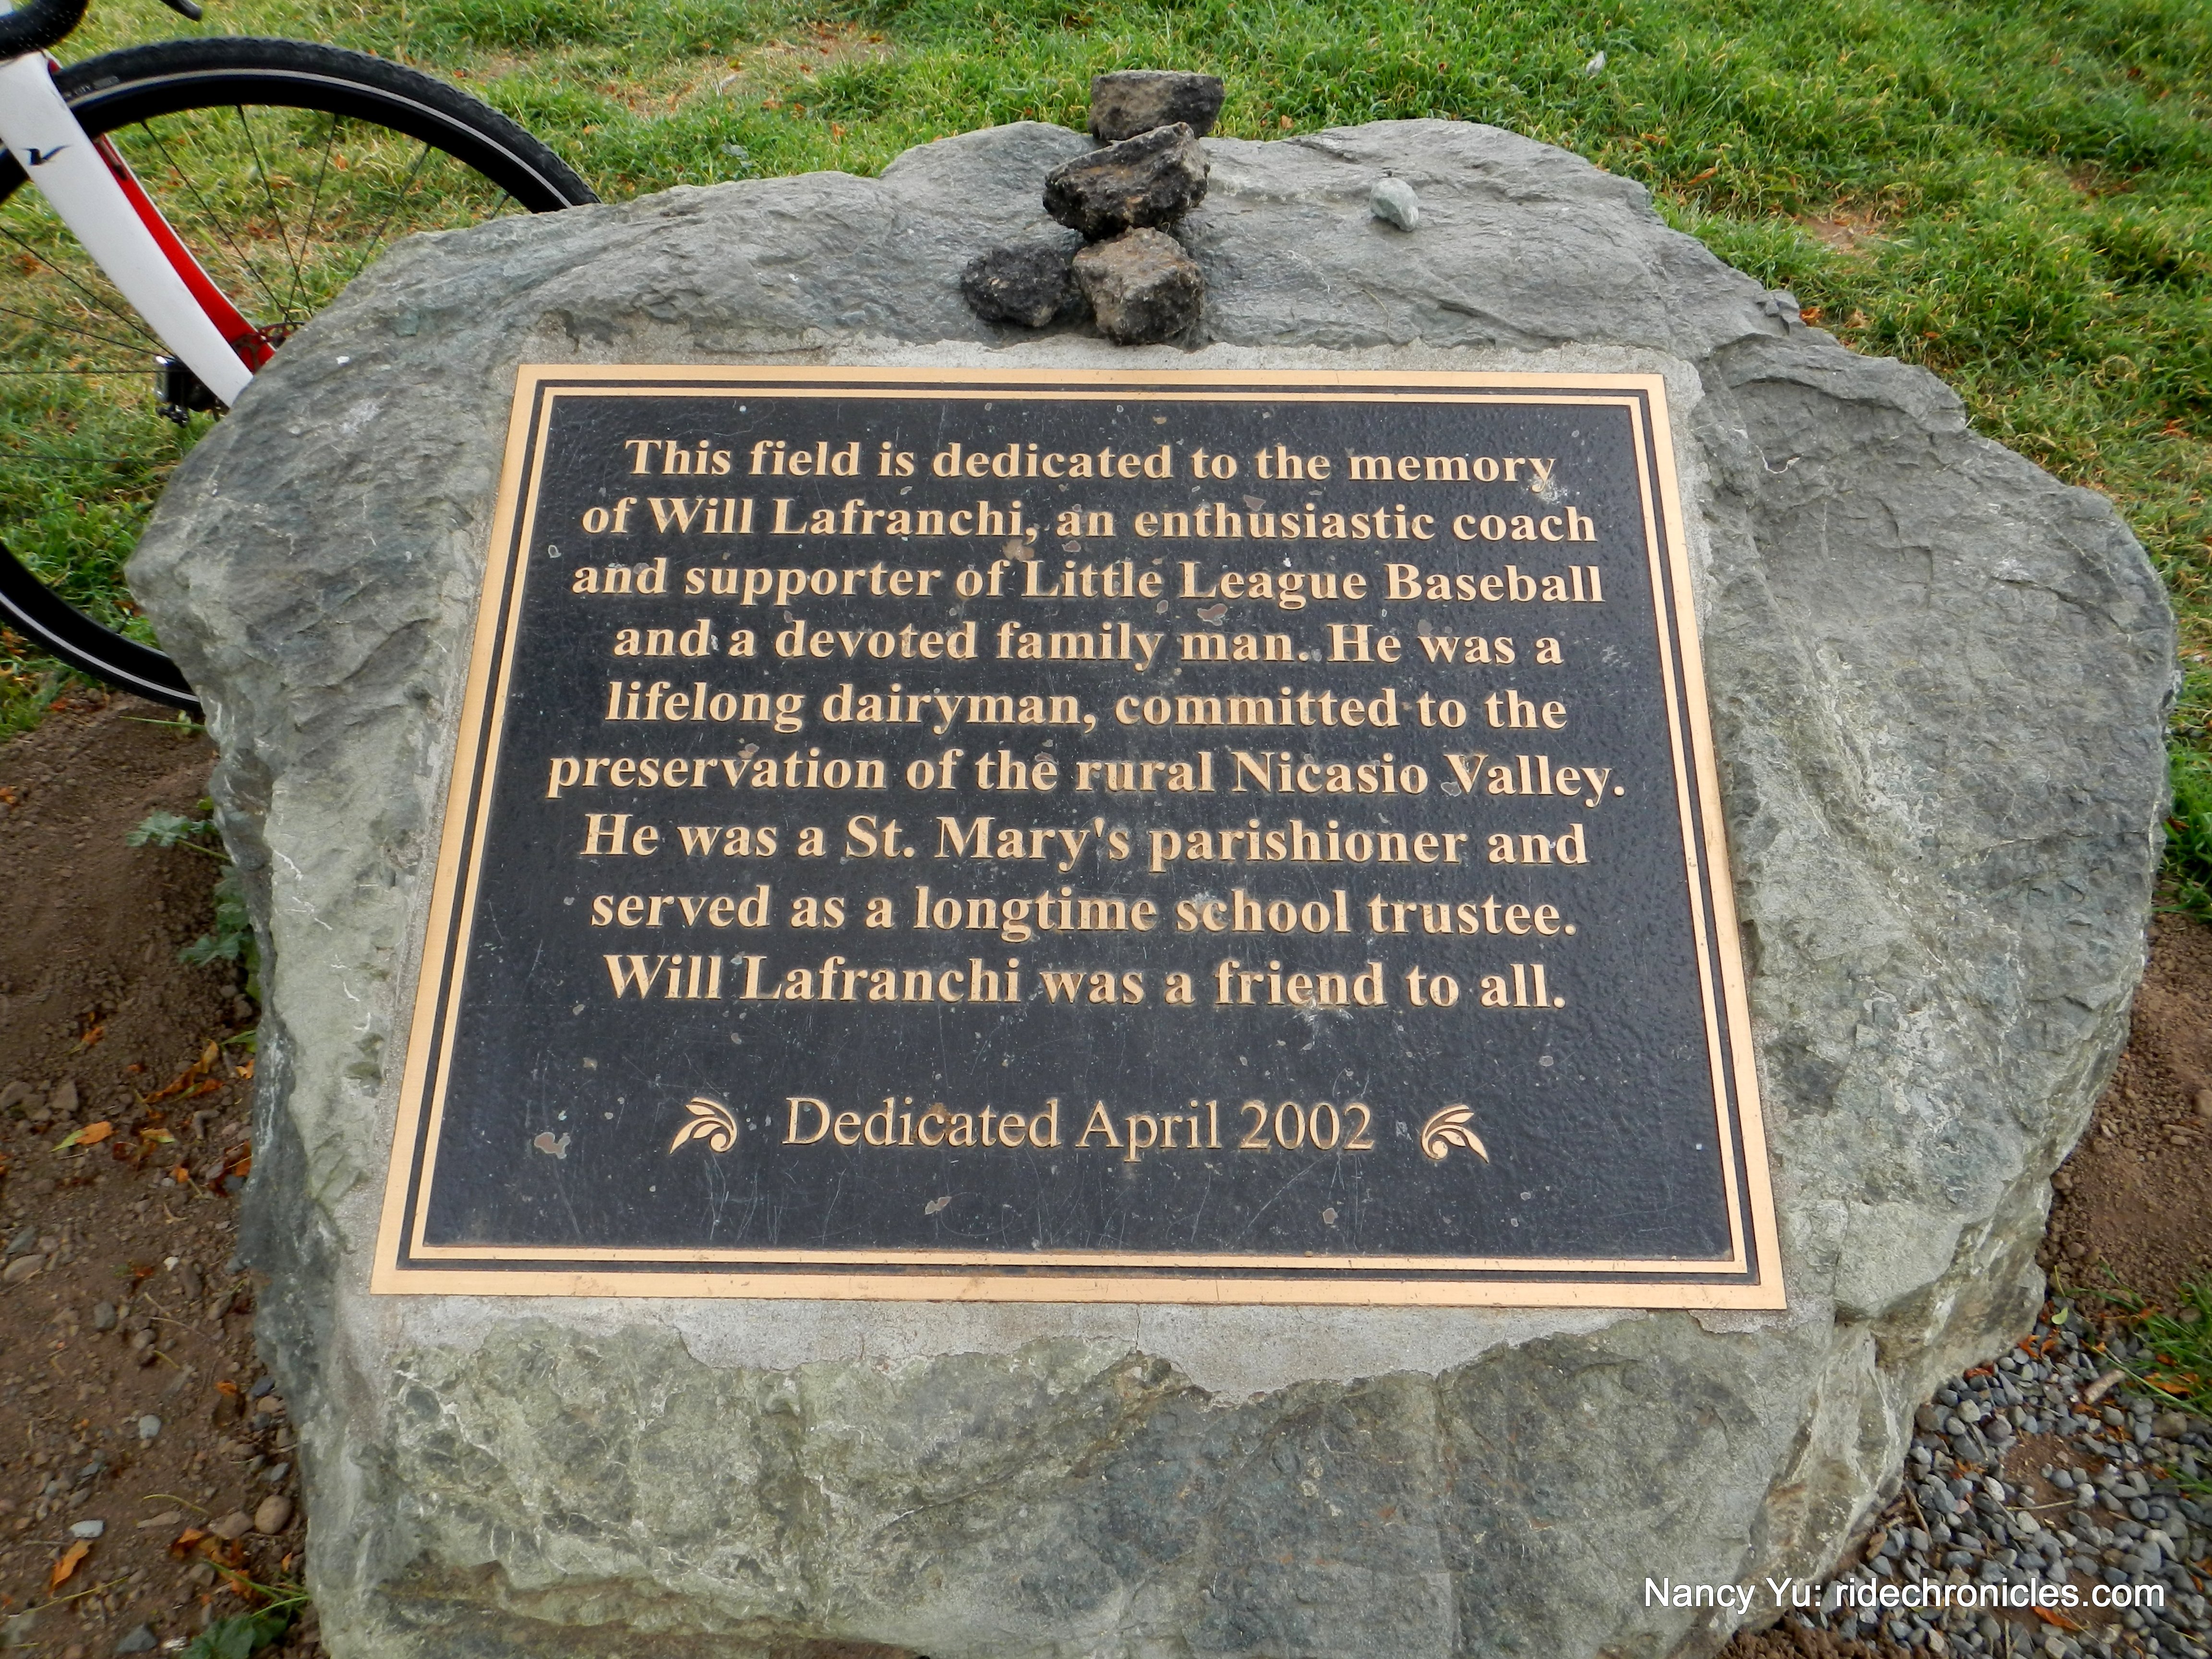 This field is dedicated to the memory
of Will Lafranchi, an enthusiastic coach
and supporter of Little League Baseball
and a devoted family man. He was a
lifelong dairyman, committed to the
preservation of the rural Nicasio Valley.
He was a St. Mary's parishioner and
served as a longtime school trustee.
Will Lafranchi was a friend to all.
Dedicated April 2002
Nancy Yu: ridechronicles.com